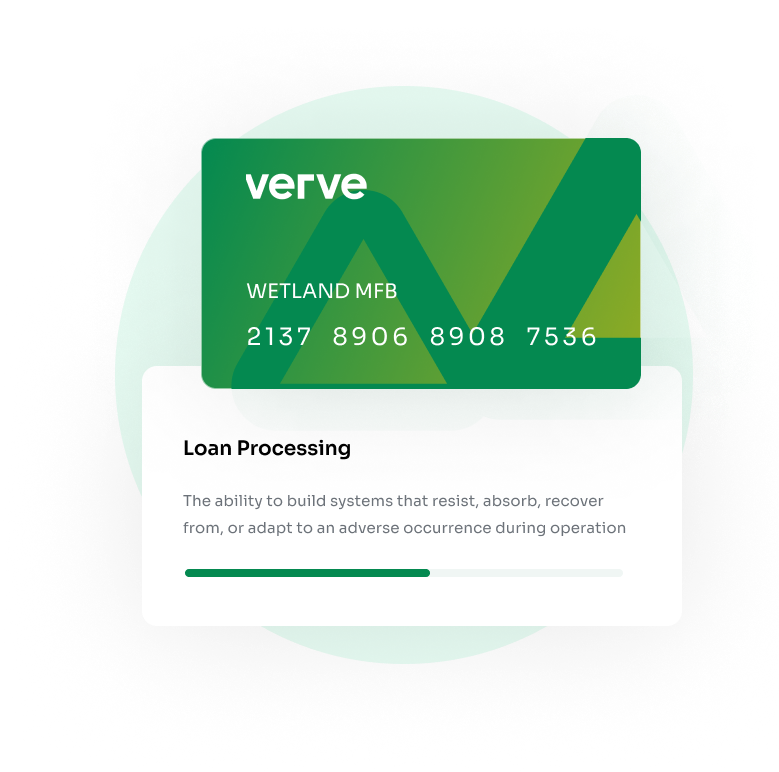 verve
WETLAND MFB
2137 8906 8908 7536
Loan Processing
The ability to build systems that resist, absorb, recover
from, or adapt to an adverse occurrence during operation